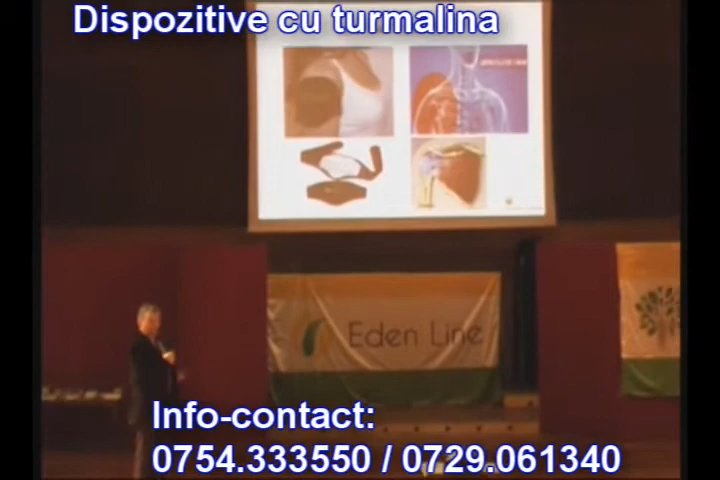 Dispozitive cu turmalina
Eden Line
Info-contact:
0754.333550 / 0729.061340